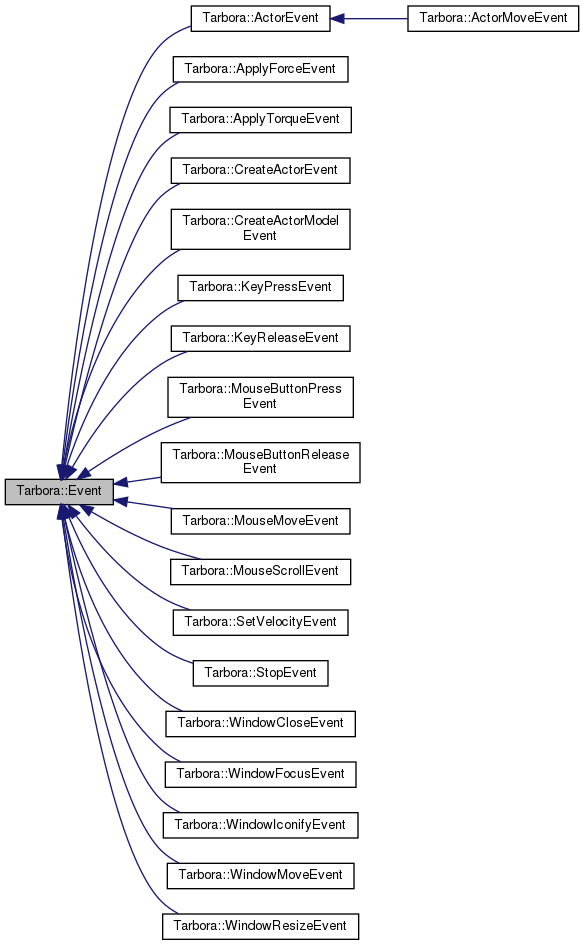 Tarbora::ActorEvent
Tarbora::ActorMoveEvent
Tarbora::ApplyForceEvent
Tarbora::ApplyTorqueEvent
Tarbora::CreateActorEvent
Tarbora::CreateActorModel
Event
Tarbora::KeyPressEvent
Tarbora::KeyReleaseEvent
Tarbora::MouseButtonPress
Event
Tarbora::MouseButtonRelease
Event
Tarbora::Event
Tarbora::MouseMoveEvent
Tarbora::MouseScrollEvent
Tarbora::SetVelocityEvent
Tarbora::StopEvent
Tarbora::WindowCloseEvent
Tarbora::WindowFocusEvent
Tarbora::WindowIconifyEvent
Tarbora::WindowMoveEvent
Tarbora::WindowResizeEvent